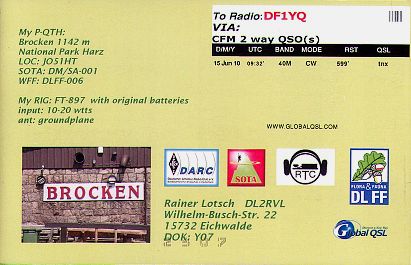 My P-QTH:
Brocken 1142 m
National Park Harz
LOC: JO51HT
SOTA: DM/SA-001
WFF: DLFF-006
My RIG: FT-897 with original batteries
input: 10-20 wtts
ant: groundplane
To Radio:DF1YQ
VIA:
CFM 2 way QSO(s)
D/M/Y UTC BAND MODE RST QSL
15 Jun 10 09:32' 40M CW 599' tnx
WWW.GLOBALQSL.COM
BROCKEN
DARC
SOTA
RTC
FLORA & FAUNA
DL FF
Global QSL
Rainer Lotsch DL2RVL
Wilhelm-Busch-Str. 22
15732 Eichwalde
DOK: Y07